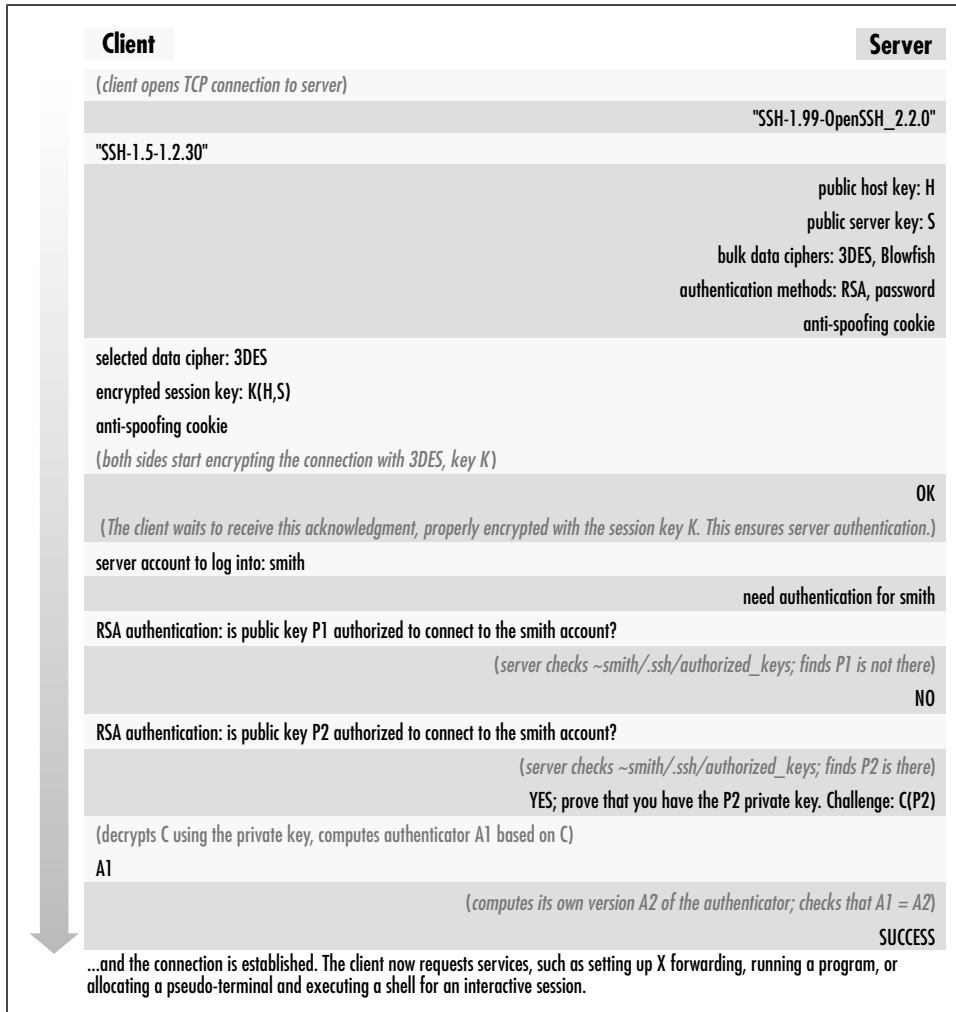 Client
Server
(client opens TCP connection to server)
"SSH-1.99-OpenSSH_2.2.0"
"SSH-1.5-1.2.30"
public host key: H
public server key: S
bulk data ciphers: 3DES, Blowfish
authentication methods: RSA, password
anti-spoofing cookie
selected data cipher: 3DES
encrypted session key: K(H,S)
anti-spoofing cookie
(both sides start encrypting the connection with 3DES, key K)
OK
(The client waits to receive this acknowledgment, properly encrypted with the session key K. This ensures server authentication.)
server account to log into: smith
need authentication for smith
RSA authentication: is public key P1 authorized to connect to the smith account?
(server checks ~smith/.ssh/authorized_keys; finds P1 is not there)
NO
RSA authentication: is public key P2 authorized to connect to the smith account?
(server checks ~smith/.ssh/authorized_keys; finds P2 is there)
YES; prove that you have the P2 private key. Challenge: C(P2)
(decrypts C using the private key, computes authenticator A1 based on C)
A1
(computes its own version A2 of the authenticator; checks that A1 = A2)
SUCCESS
...and the connection is established. The client now requests services, such as setting up X forwarding, running a program, or
allocating a pseudo-terminal and executing a shell for an interactive session.